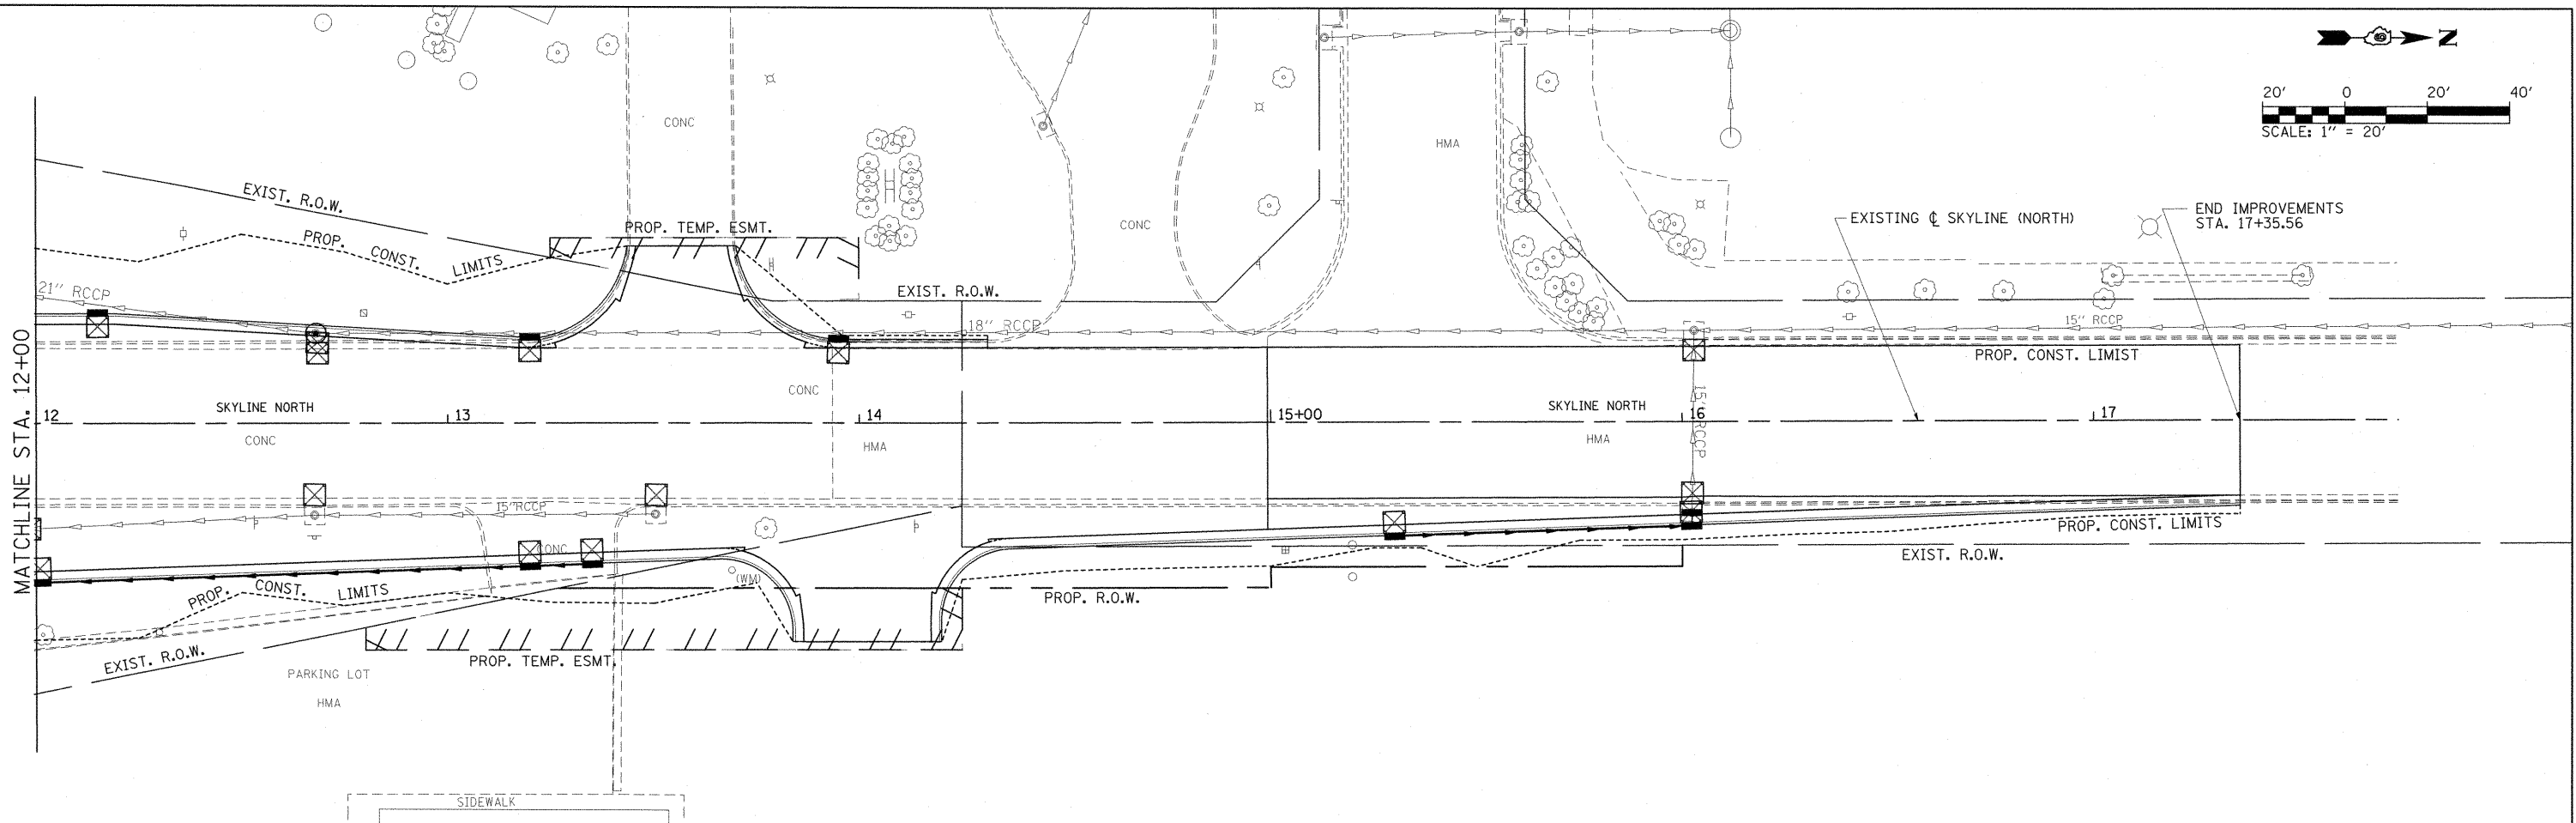 N
20' 0 20' 40'
SCALE: 1" = 20'
CONC
HMA
EXIST. R.O.W.
PROP. TEMP. ESMT.
CONC
EXISTING ℄ SKYLINE (NORTH)
END IMPROVEMENTS
STA. 17+35.56
PROP. CONST. LIMITS
21" RCCP
EXIST. R.O.W.
18" RCCP
15" RCCP
PROP. CONST. LIMIST
MATCHLINE STA. 12+00
CONC
12
SKYLINE NORTH
13
14
15+00
SKYLINE NORTH
16
17
15" RCCP
CONC
HMA
HMA
15" RCCP
PROP. CONST. LIMITS
CONC
EXIST. R.O.W.
(WM)
PROP. CONST. LIMITS
PROP. R.O.W.
EXIST. R.O.W.
PROP. TEMP. ESMT.
PARKING LOT
HMA
SIDEWALK